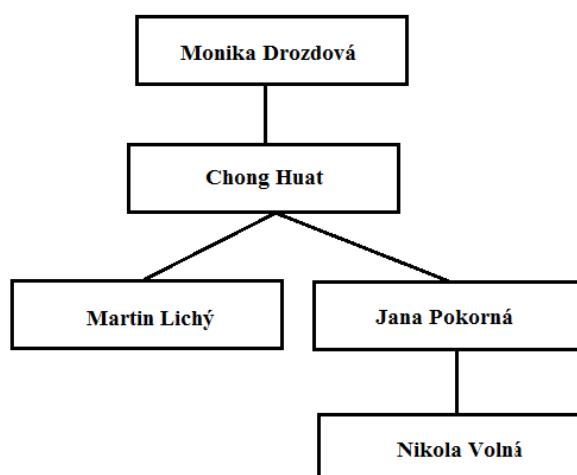 Monika Drozdová
Chong Huat
Martin Lichý
Jana Pokorná
Nikola Volná